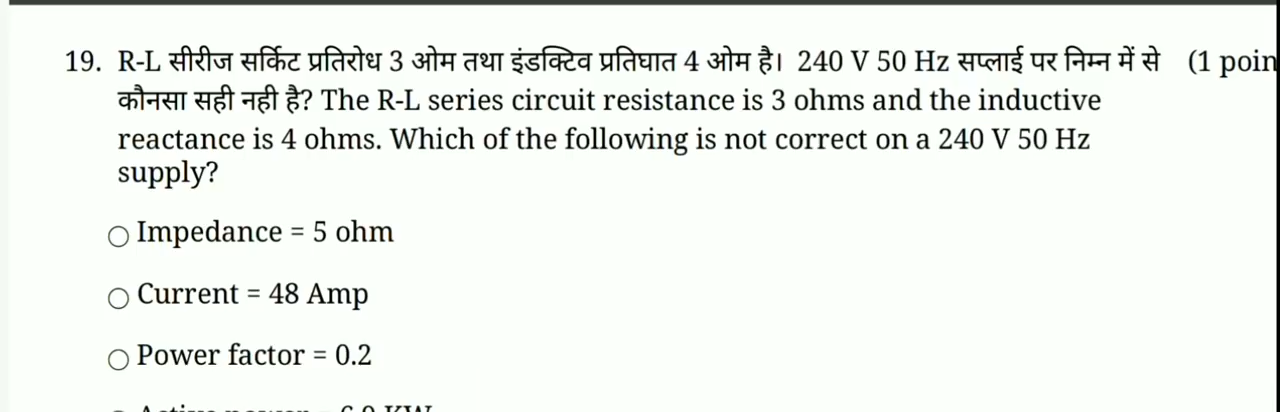 19. R-L सीरीज सर्किट प्रतिरोध 3 ओम तथा इंडक्टिव प्रतिघात 4 ओम है। 240 V 50 Hz सप्लाई पर निम्न में से (1 poin
कौनसा सही नही है? The R-L series circuit resistance is 3 ohms and the inductive
reactance is 4 ohms. Which of the following is not correct on a 240 V 50 Hz
supply?
Impedance = 5 ohm
Current = 48 Amp
Power factor = 0.2